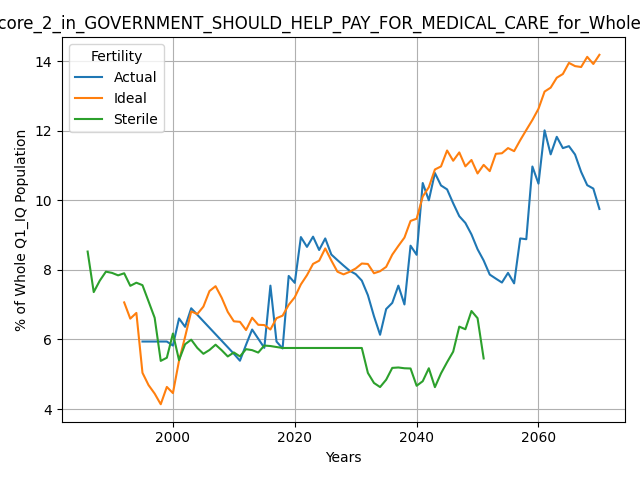 core_2_in_GOVERNMENT_SHOULD_HELP_PAY_FOR_MEDICAL_CARE_for_Whole
Fertility
Actual
Ideal
Sterile
% of Whole Q1_IQ Population
14
12
10
8
6
4
2000
2020
2040
2060
Years